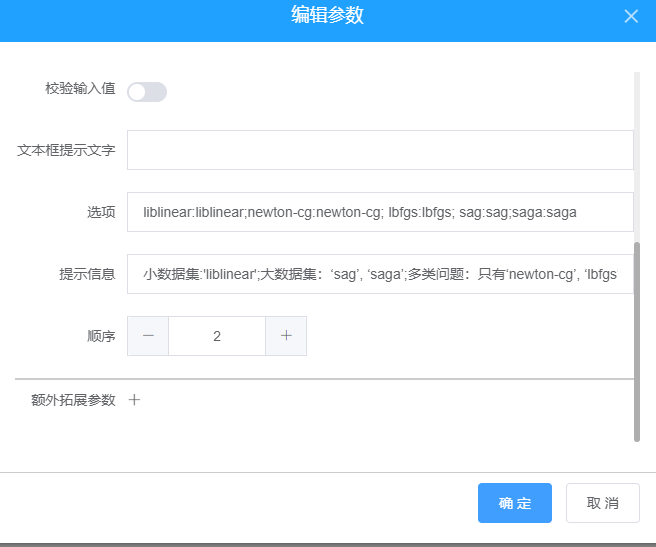 编辑参数
校验输入值
文本框提示文字
选项 liblinear:liblinear;newton-cg:newton-cg; lbfgs:lbfgs; sag:sag;saga:saga
提示信息 小数据集:'liblinear';大数据集：‘sag’, ‘saga’;多类问题：只有‘newton-cg’, ‘lbfgs’
顺序 2
额外拓展参数
确 定 取 消